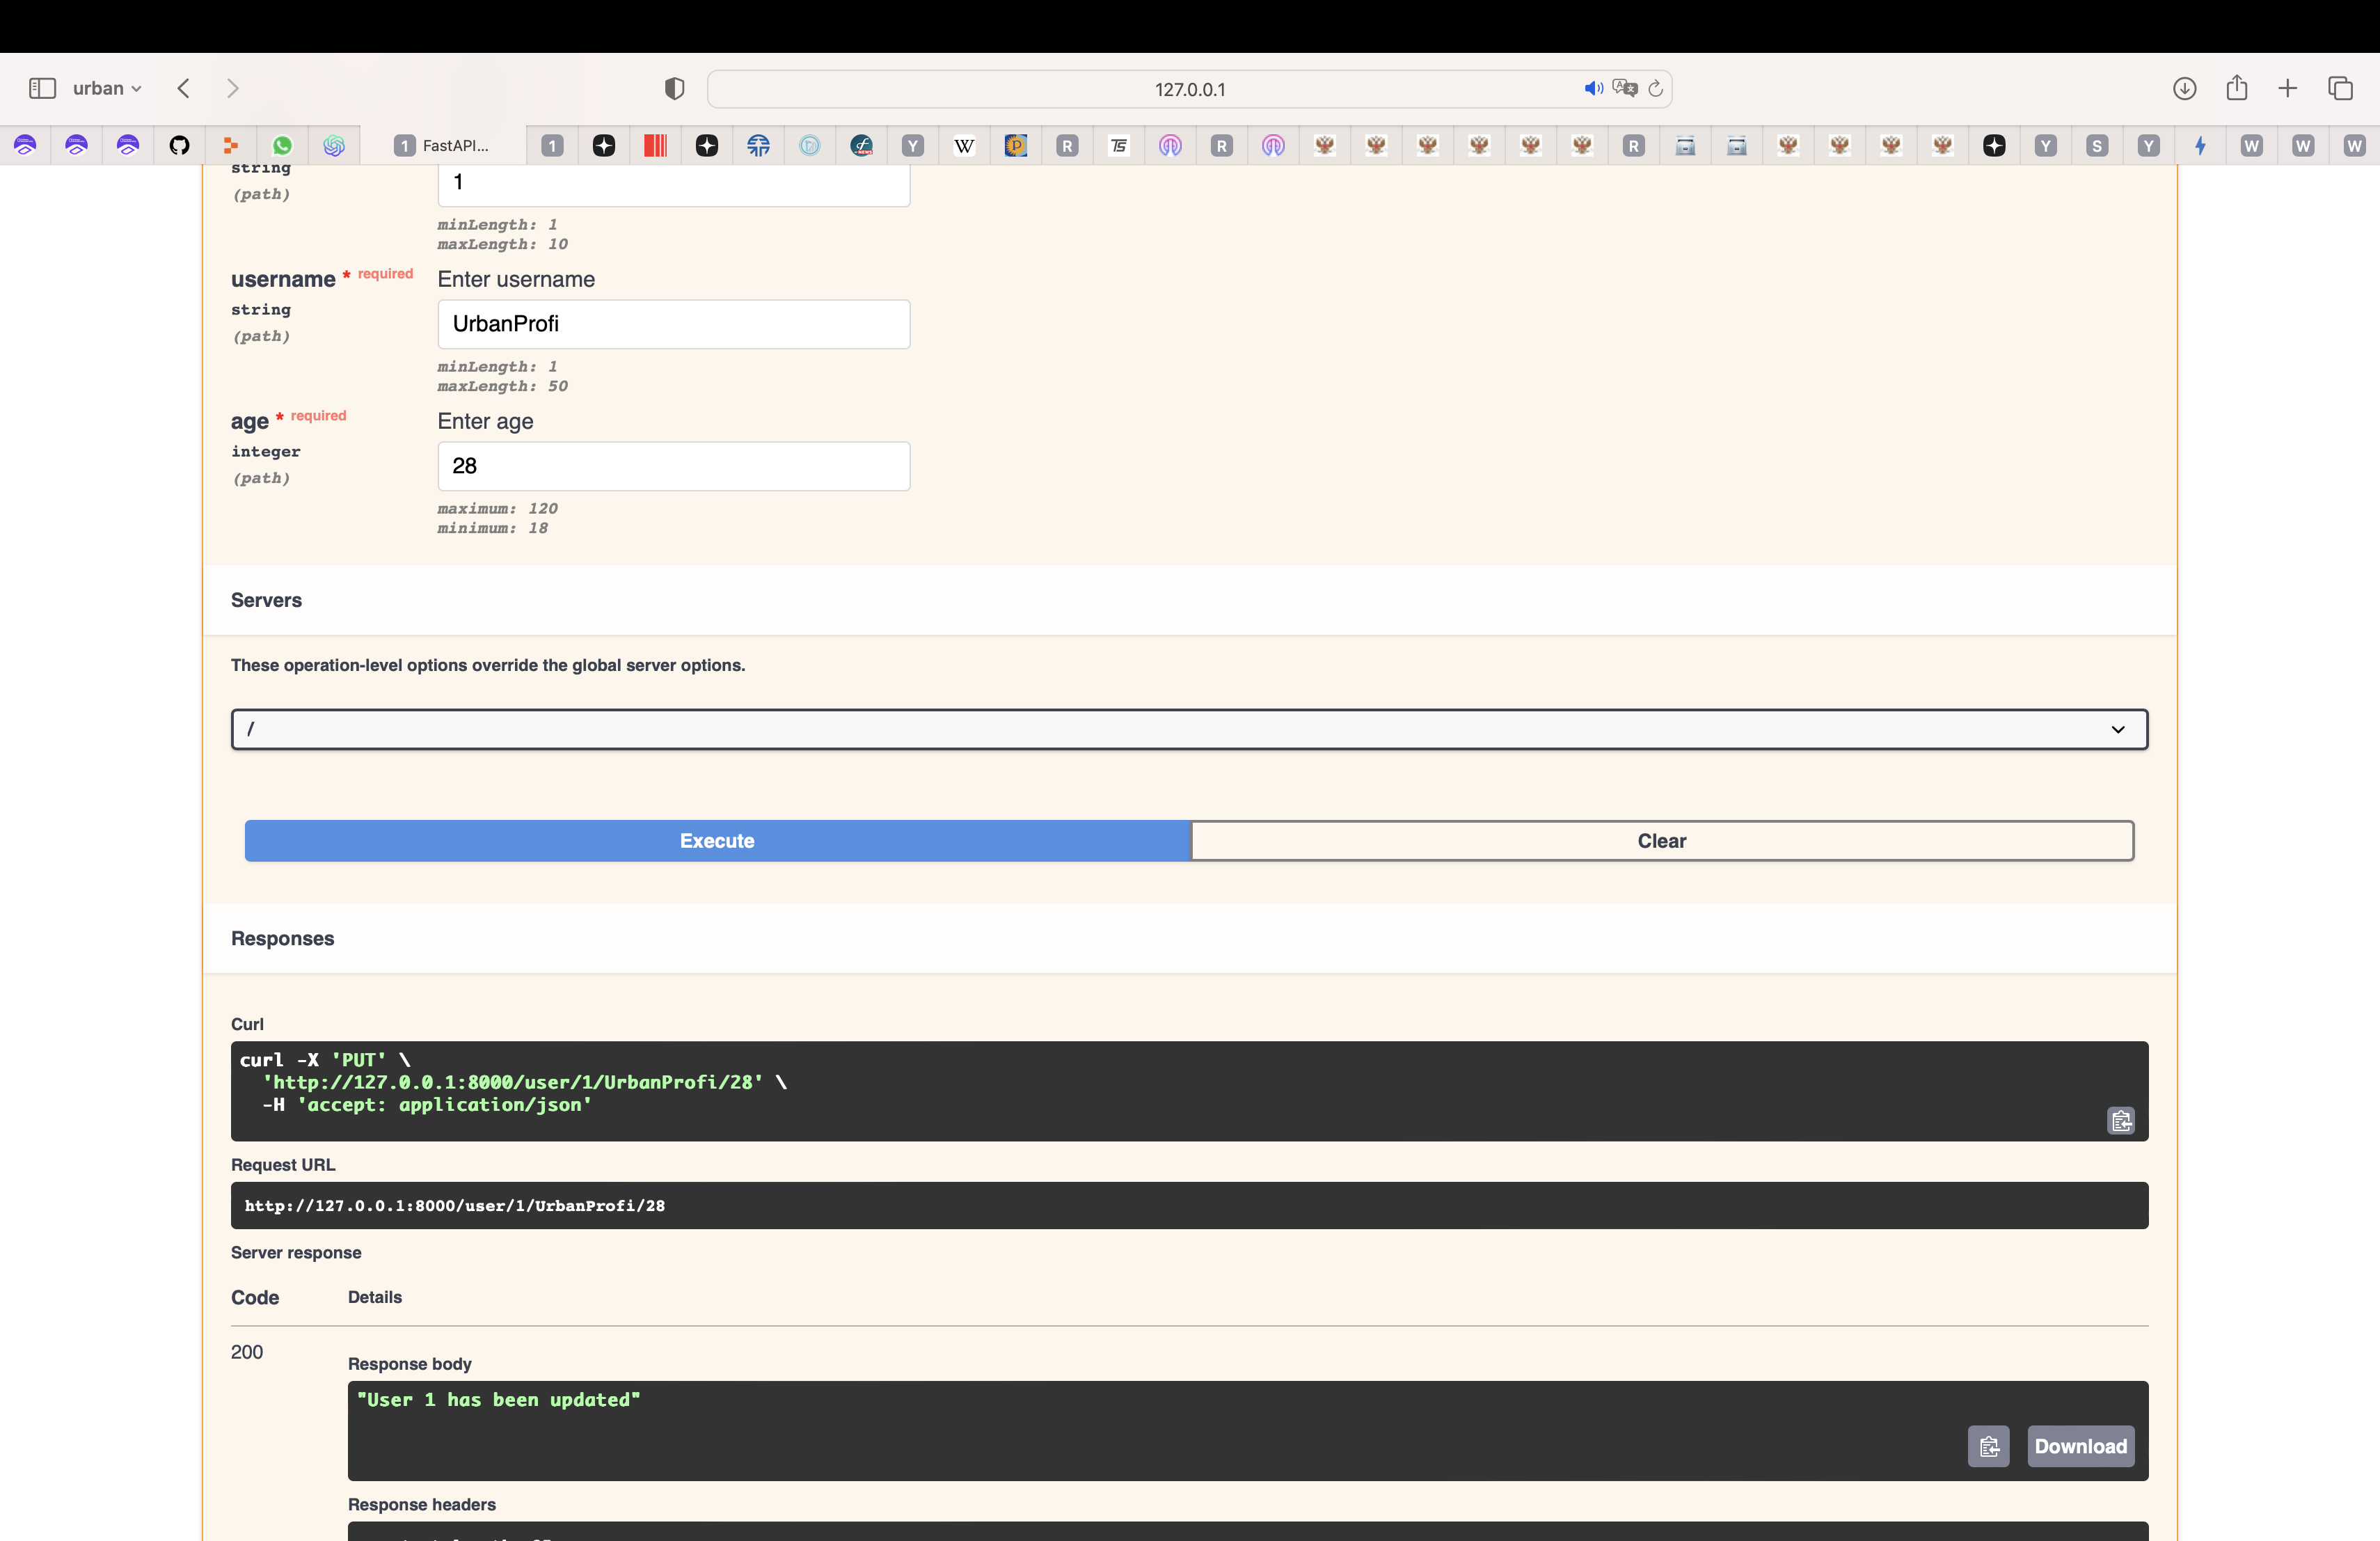 urban
127.0.0.1
1 FastAPI...
1
Y
W
P
R
TS
R
R
Y
S
Y
W
W
W
string
(path)
1
minLength: 1
maxLength: 10
username * required
Enter username
string
(path)
UrbanProfi
minLength: 1
maxLength: 50
age * required
Enter age
integer
(path)
28
maximum: 120
minimum: 18
Servers
These operation-level options override the global server options.
/
Execute
Clear
Responses
Curl
curl -X 'PUT' \
'http://127.0.0.1:8000/user/1/UrbanProfi/28' \
-H 'accept: application/json'
Request URL
http://127.0.0.1:8000/user/1/UrbanProfi/28
Server response
Code
Details
200
Response body
"User 1 has been updated"
Download
Response headers